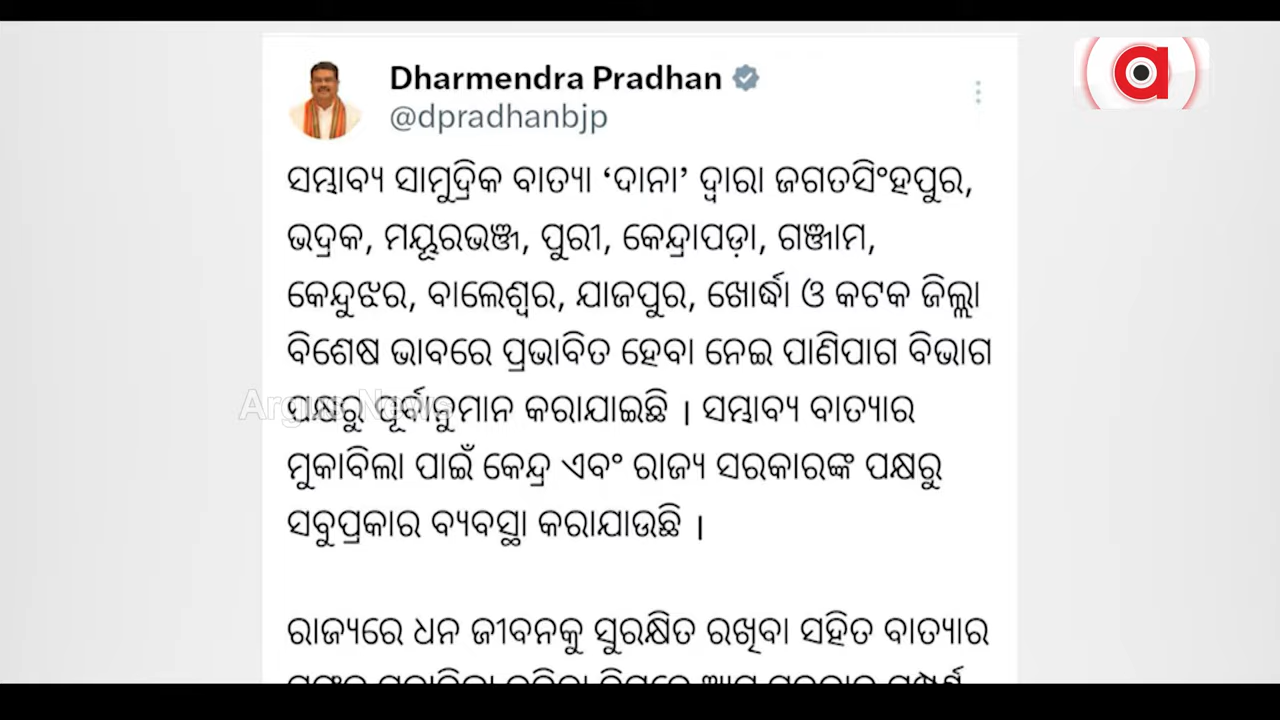 Dharmendra Pradhan
@dpradhanbjp
ସମ୍ଭାବ୍ୟ ସାମୁଦ୍ରିକ ବାତ୍ୟା ‘ଦାନା’ ଦ୍ୱାରା ଜଗତସିଂହପୁର,
ଭଦ୍ରକ, ମୟୂରଭଞ୍ଜ, ପୁରୀ, କେନ୍ଦ୍ରାପଡ଼ା, ଗଞ୍ଜାମ,
କେନ୍ଦୁଝର, ବାଲେଶ୍ୱର, ଯାଜପୁର, ଖୋର୍ଦ୍ଧା ଓ କଟକ ଜିଲ୍ଲା
ବିଶେଷ ଭାବରେ ପ୍ରଭାବିତ ହେବା ନେଇ ପାଣିପାଗ ବିଭାଗ
ପକ୍ଷରୁ ପୂର୍ବାନୁମାନ କରାଯାଇଛି । ସମ୍ଭାବ୍ୟ ବାତ୍ୟାର
ମୁକାବିଲା ପାଇଁ କେନ୍ଦ୍ର ଏବଂ ରାଜ୍ୟ ସରକାରଙ୍କ ପକ୍ଷରୁ
ସବୁପ୍ରକାର ବ୍ୟବସ୍ଥା କରାଯାଉଛି ।
ରାଜ୍ୟରେ ଧନ ଜୀବନକୁ ସୁରକ୍ଷିତ ରଖିବା ସହିତ ବାତ୍ୟାର
Argus News
a